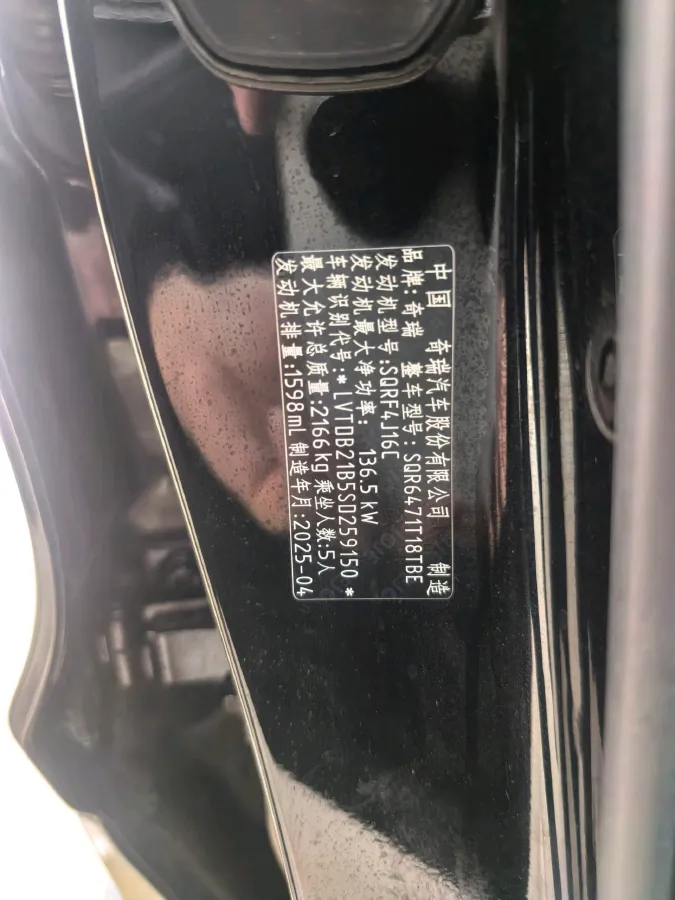 中国 奇瑞汽车股份有限公司 制造
品牌:奇瑞 整车型号:SQR6471T18TBE
发动机型号:SQRF4J16C
发动机最大净功率: 136.5 kW
车辆识别代号:*LVTDB21B5SD259150*
最大允许总质量:2166kg 乘坐人数:5人
发动机排量:1598mL 制造年月:2025-04